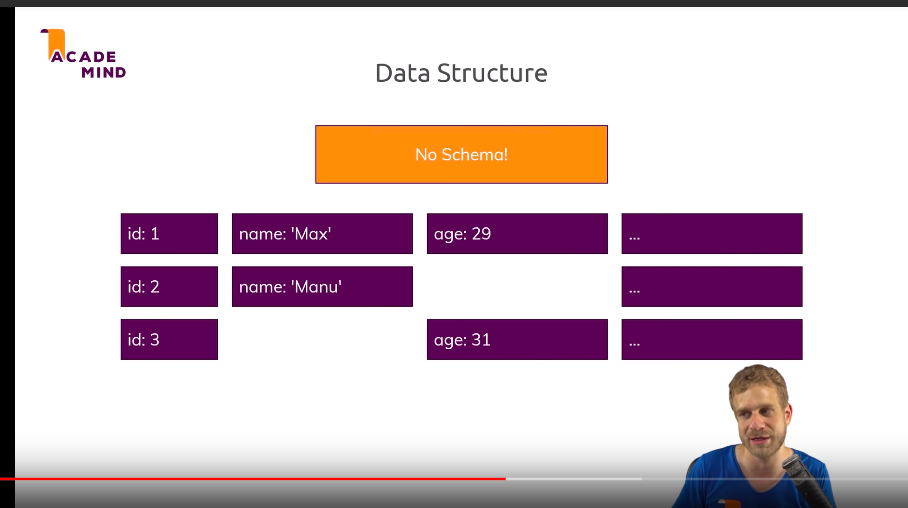 ACADE
MIND
Data Structure
No Schema!
id: 1 name: 'Max' age: 29 ...
id: 2 name: 'Manu' ...
id: 3 age: 31 ...